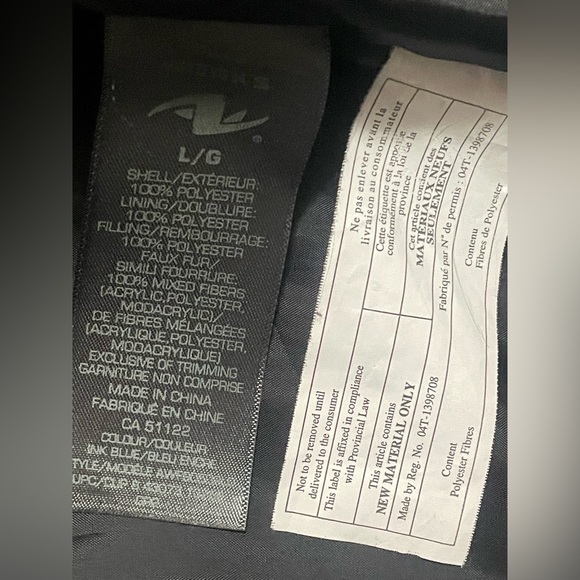 L/G
SHELL/EXTÉRIEUR:
100% POLYESTER
LINING/DOUBLURE:
100% POLYESTER
FILLING/REMBOURRAGE:
100% POLYESTER
FUR/
FOURRURE:
100% MIXED FIBERS
(ACRYLIC,POLYESTER,
MODACRYLIC)/
DE FIBRES MÉLANGÉES
(ACRYLIQUE,POLYESTER,
MODACRYLIQUE)
EXCLUSIVE OF TRIMMING
GARNITURE NON COMPRISE
MADE IN CHINA
FABRIQUÉ EN CHINE
CA 51122
COLOUR/COULEUR
BLUE/BLEU
Ne pas enlever avant la
livraison au consommateur
Cette étiquette est apposée
conformément à la loi de la
province
Cet article contient des
MATÉRIAUX NEUFS
SEULEMENT
Fabriqué par N° de permis : 04T-1398708
Contenu
Fibres de Polyester
Not to be removed until
delivered to the consumer
This label is affixed in compliance
with Provincial Law
This article contains
NEW MATERIAL ONLY
Made by Reg. No. 04T-1398708
Content
Polyester Fibres